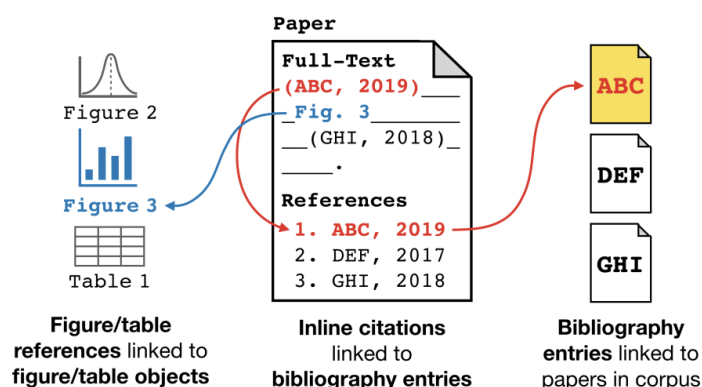 Paper
Full-Text
(ABC, 2019)___
_Fig. 3_______
__(GHI, 2018)_
____.
References
1. ABC, 2019
2. DEF, 2017
3. GHI, 2018
Figure 2
Figure 3
Table 1
ABC
DEF
GHI
Figure/table
references linked to
figure/table objects
Inline citations
linked to
bibliography entries
Bibliography
entries linked to
papers in corpus